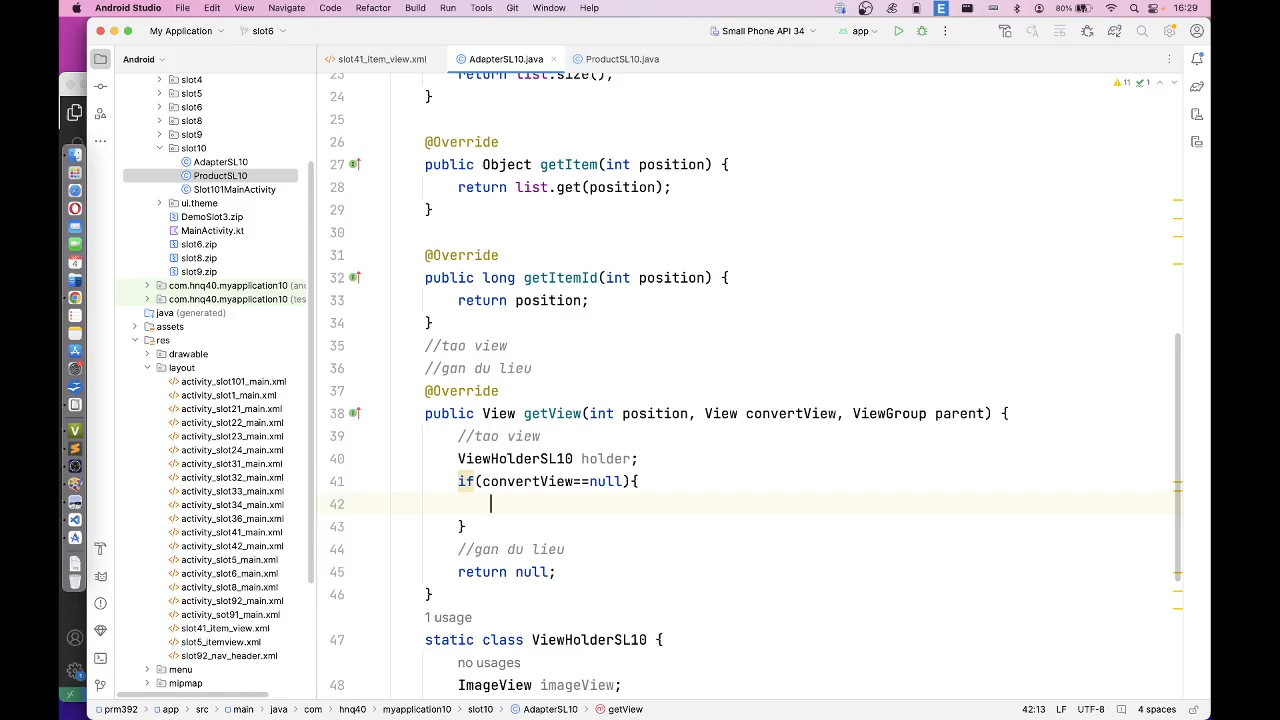 Android Studio File Edit View Navigate Code Refactor Build Run Tools Git Window Help 80% 16:29
My Application slot6 Small Phone API 34 app
Android slot41_item_view.xml AdapterSL10.java ProductSL10.java
slot4
slot5
slot6
slot8
slot9
slot10
AdapterSL10
ProductSL10
Slot101MainActivity
ui.theme
DemoSlot3.zip
MainActivity.kt
slot6.zip
slot8.zip
slot9.zip
com.hnq40.myapplication10 (and
com.hnq40.myapplication10 (tes
java (generated)
assets
res
drawable
layout
activity_slot101_main.xml
activity_slot1_main.xml
activity_slot21_main.xml
activity_slot22_main.xml
activity_slot23_main.xml
activity_slot24_main.xml
activity_slot31_main.xml
activity_slot32_main.xml
activity_slot33_main.xml
activity_slot34_main.xml
activity_slot36_main.xml
activity_slot41_main.xml
activity_slot42_main.xml
activity_slot5_main.xml
activity_slot6_main.xml
activity_slot8_main.xml
activity_slot92_main.xml
activity_sot91_main.xml
slot41_item_view.xml
slot5_itemview.xml
slot92_nav_header.xml
menu
mipmap
11 1
23 return list.size();
24 }
25
26 @Override
27 public Object getItem(int position) {
28 return list.get(position);
29 }
30
31 @Override
32 public long getItemId(int position) {
33 return position;
34 }
35 //tao view
36 //gan du lieu
37 @Override
38 public View getView(int position, View convertView, ViewGroup parent) {
39 //tao view
40 ViewHolderSL10 holder;
41 if(convertView==null){
42
43 }
44 //gan du lieu
45 return null;
46 }
1 usage
47 static class ViewHolderSL10 {
no usages
48 ImageView imageView;
prm392 app src main java com hnq40 myapplication10 slot10 AdapterSL10 getView 42:13 LF UTF-8 4 spaces